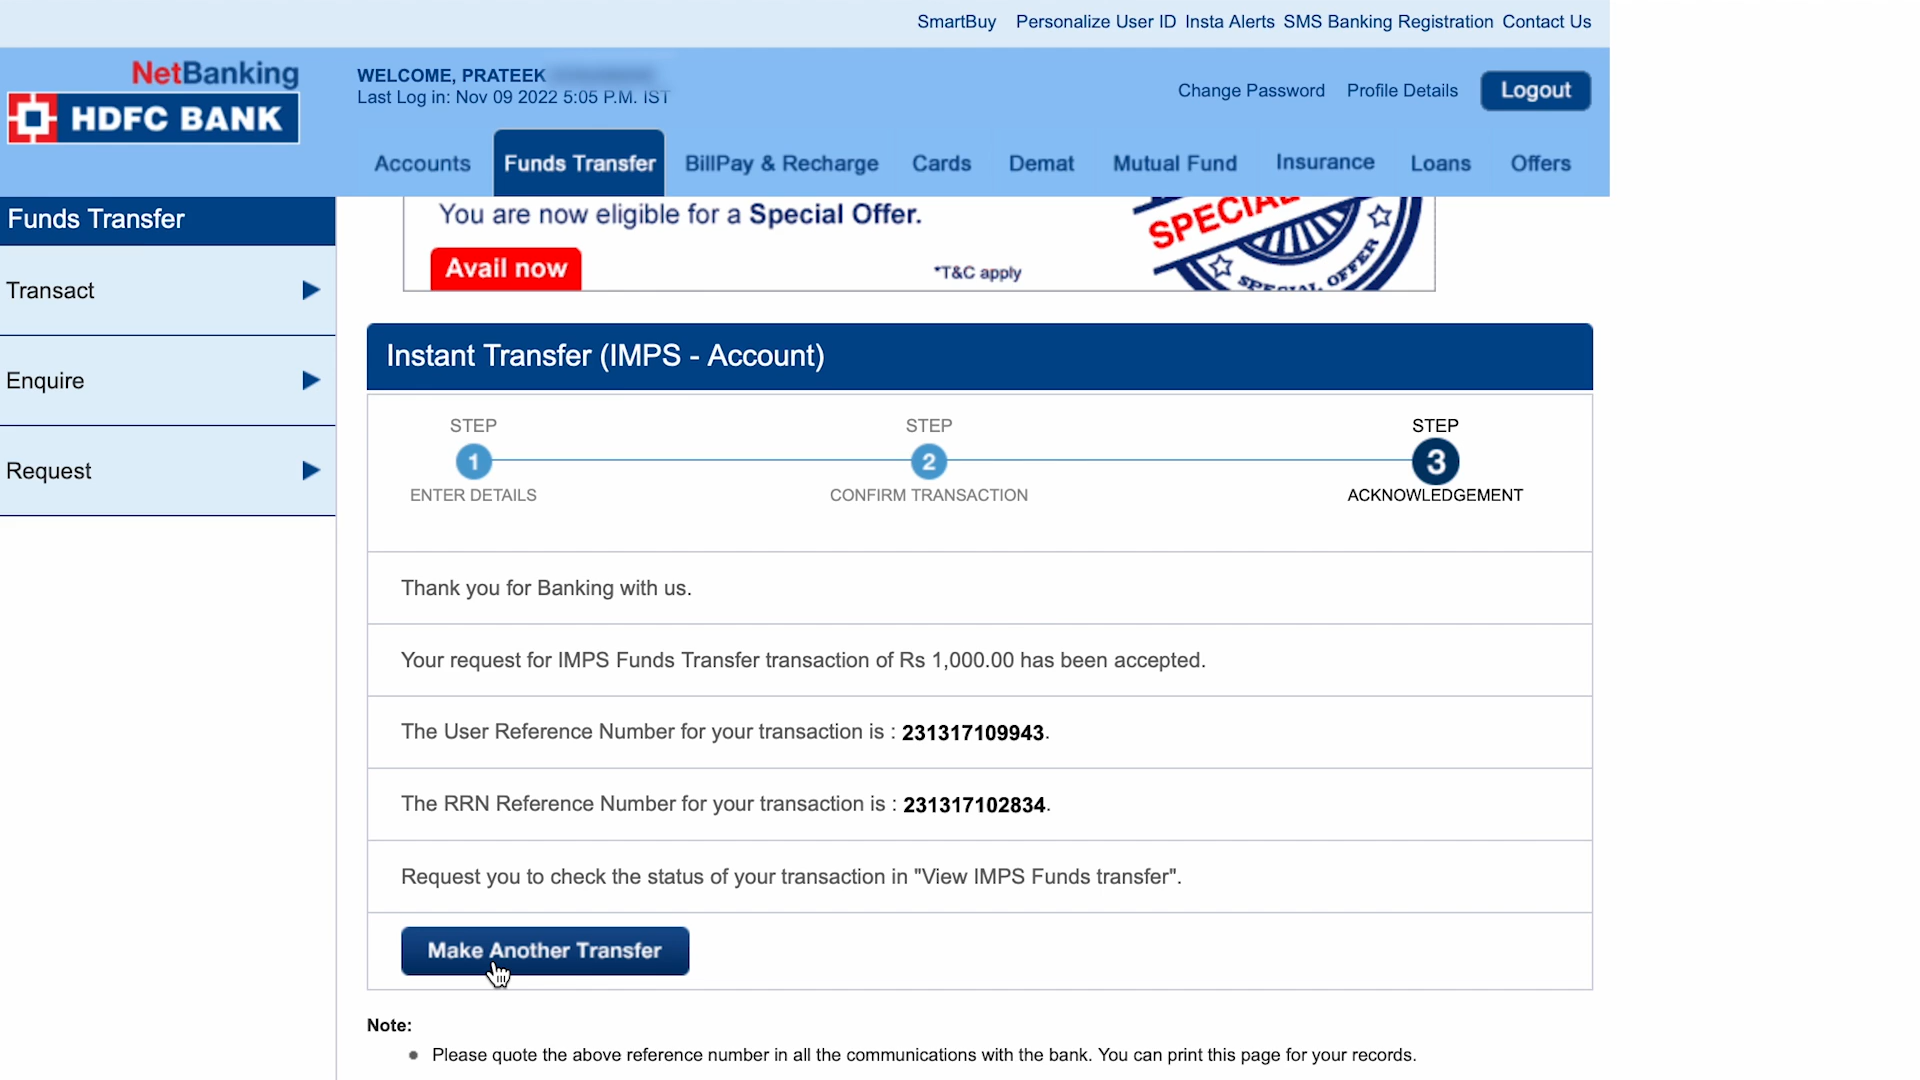 SmartBuy Personalize User ID Insta Alerts SMS Banking Registration Contact Us
NetBanking
HDFC BANK
WELCOME, PRATEEK
Last Log in: Nov 09 2022 5:05 P.M. IST
Change Password Profile Details Logout
Accounts Funds Transfer BillPay & Recharge Cards Demat Mutual Fund Insurance Loans Offers
Funds Transfer
Transact
Enquire
Request
You are now eligible for a Special Offer.
Avail now
*T&C apply
SPECIAL
SPECIAL OFFER
Instant Transfer (IMPS - Account)
STEP STEP STEP
1 2 3
ENTER DETAILS CONFIRM TRANSACTION ACKNOWLEDGEMENT
Thank you for Banking with us.
Your request for IMPS Funds Transfer transaction of Rs 1,000.00 has been accepted.
The User Reference Number for your transaction is : 231317109943.
The RRN Reference Number for your transaction is : 231317102834.
Request you to check the status of your transaction in "View IMPS Funds transfer".
Make Another Transfer
Note:
• Please quote the above reference number in all the communications with the bank. You can print this page for your records.